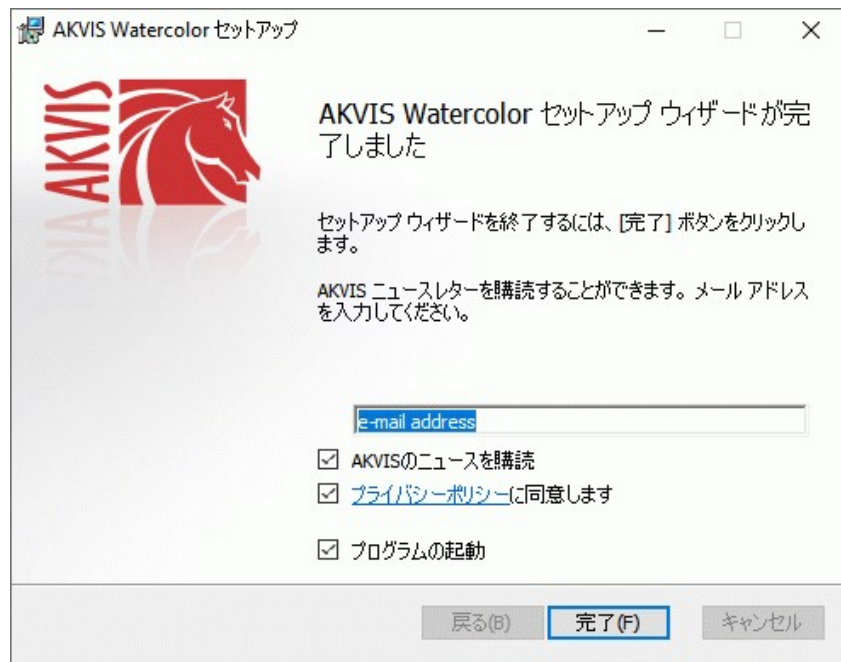 AKVIS Watercolor セットアップ
AKVIS
AKVIS Watercolor セットアップ ウィザードが完
了しました
セットアップ ウィザードを終了するには、[完了] ボタンをクリックし
ます。
AKVIS ニュースレターを購読することができます。メール アドレス
を入力してください。
e-mail address
AKVISのニュースを購読
プライバシーポリシーに同意します
プログラムの起動
戻る(B)
完了(F)
キャンセル